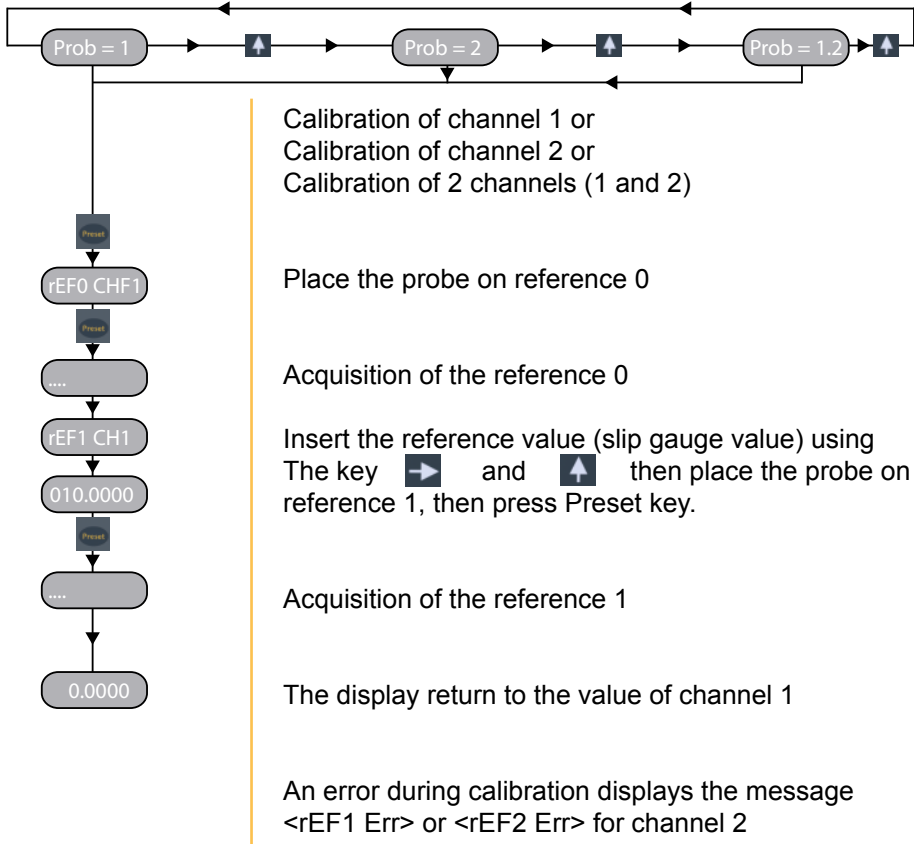 Prob = 1 Prob = 2 Prob = 1.2
Calibration of channel 1 or
Calibration of channel 2 or
Calibration of 2 channels (1 and 2)
Preset
rEF0 CHF1
Place the probe on reference 0
Preset
....
Acquisition of the reference 0
rEF1 CH1
Insert the reference value (slip gauge value) using
The key and then place the probe on
reference 1, then press Preset key.
010.0000
Preset
....
Acquisition of the reference 1
0.0000
The display return to the value of channel 1
An error during calibration displays the message
<rEF1 Err> or <rEF2 Err> for channel 2